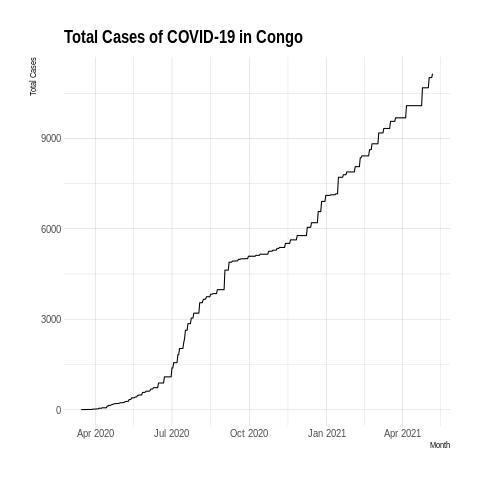 Total Cases of COVID-19 in Congo
Total Cases
9000
6000
3000
0
Apr 2020 Jul 2020 Oct 2020 Jan 2021 Apr 2021
Month